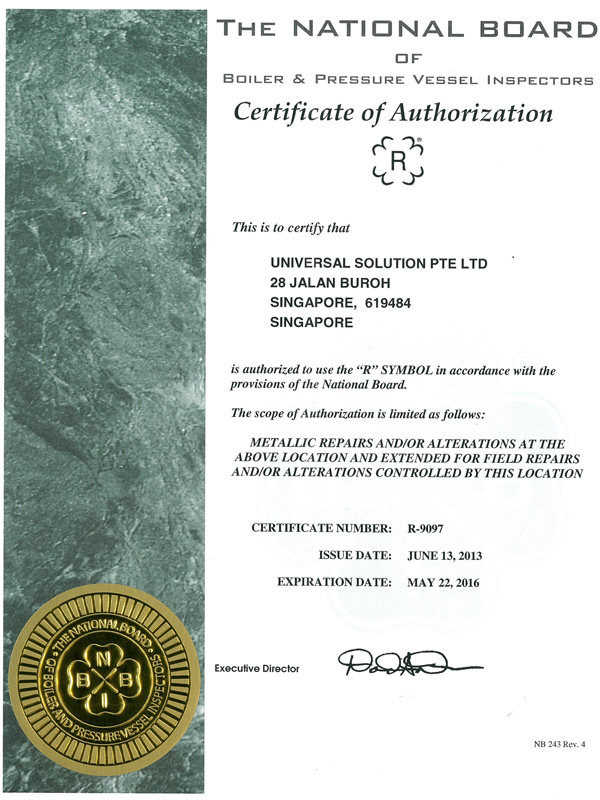 THE NATIONAL BOARD
OF
BOILER & PRESSURE VESSEL INSPECTORS
Certificate of Authorization
R®
This is to certify that
UNIVERSAL SOLUTION PTE LTD
28 JALAN BUROH
SINGAPORE, 619484
SINGAPORE
is authorized to use the “R” SYMBOL in accordance with the
provisions of the National Board.
The scope of Authorization is limited as follows:
METALLIC REPAIRS AND/OR ALTERATIONS AT THE
ABOVE LOCATION AND EXTENDED FOR FIELD REPAIRS
AND/OR ALTERATIONS CONTROLLED BY THIS LOCATION
CERTIFICATE NUMBER: R-9097
ISSUE DATE: JUNE 13, 2013
EXPIRATION DATE: MAY 22, 2016
THE NATIONAL BOARD
OF BOILER AND PRESSURE VESSEL INSPECTORS
N
B B
I
Executive Director
NB 243 Rev. 4